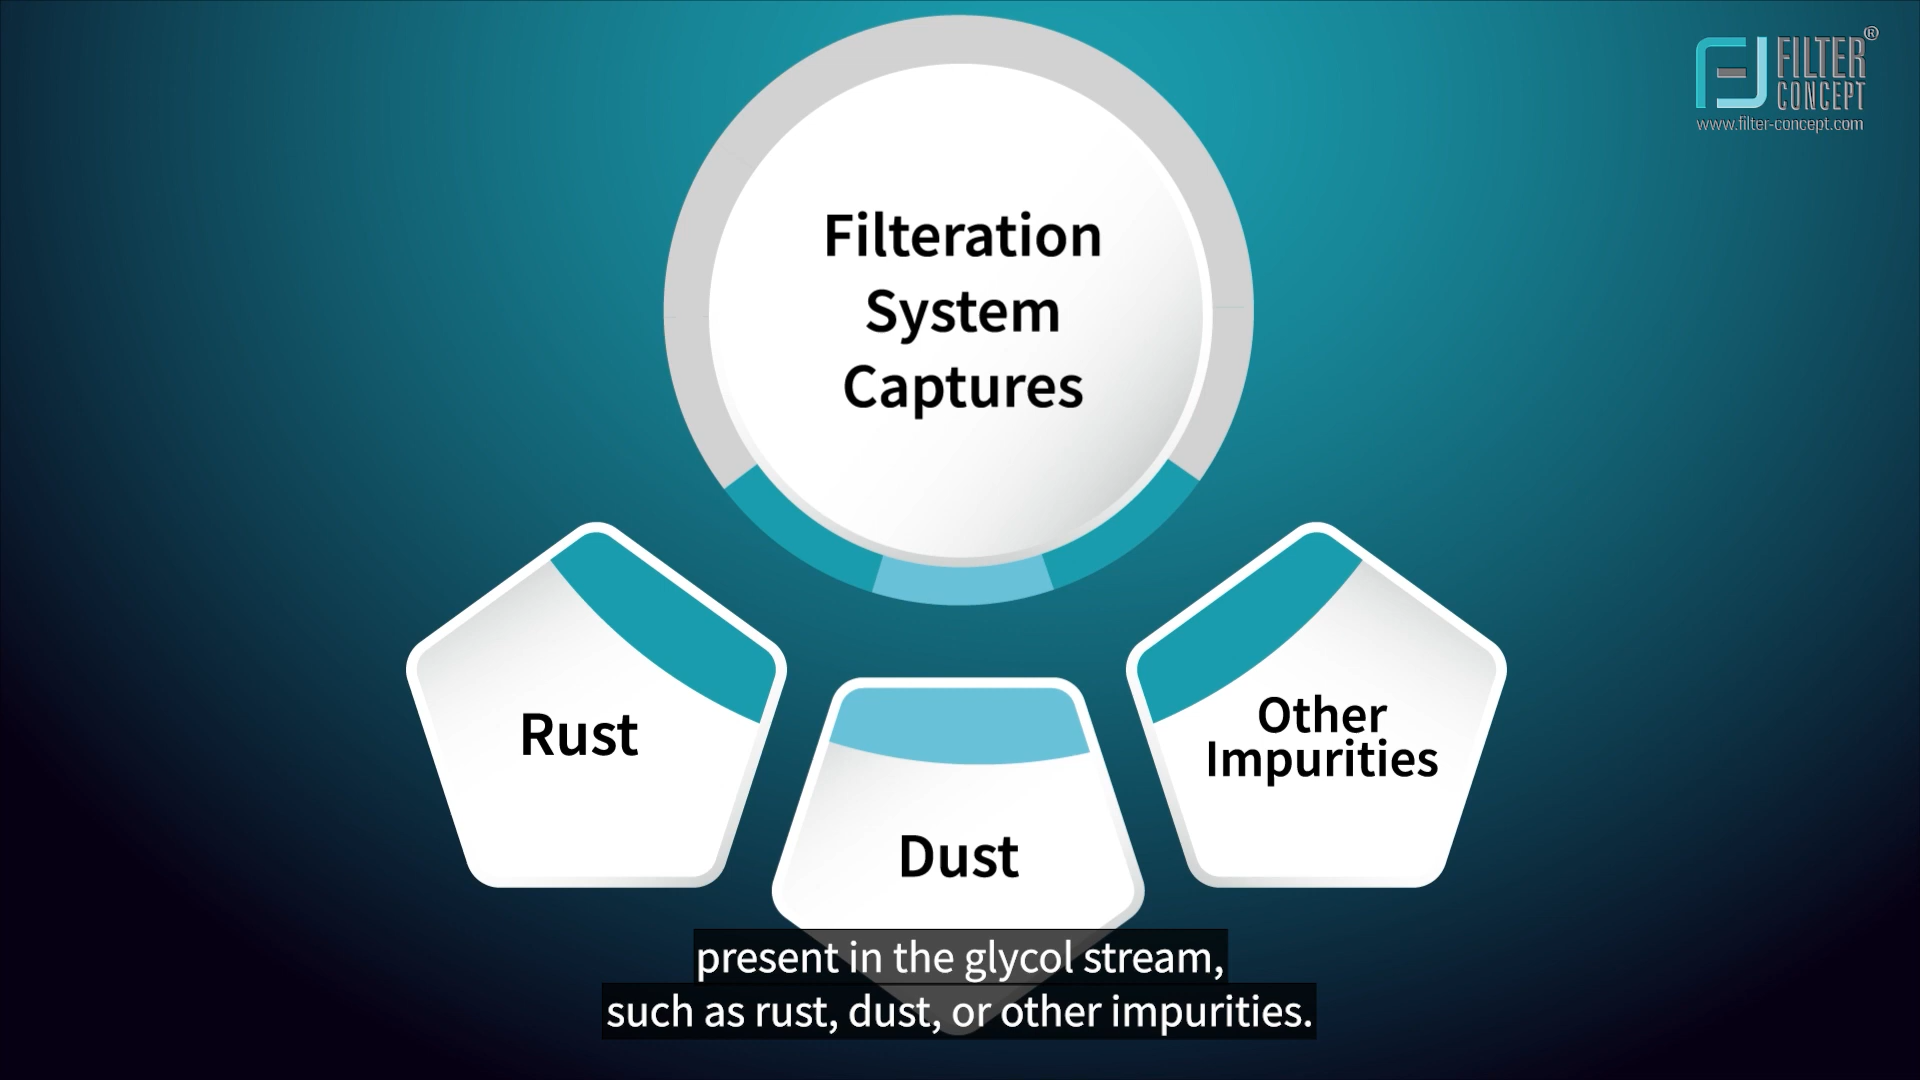 FILTER®
CONCEPT
www.filter-concept.com
Filteration
System
Captures
Rust
Dust
Other
Impurities
present in the glycol stream,
such as rust, dust, or other impurities.